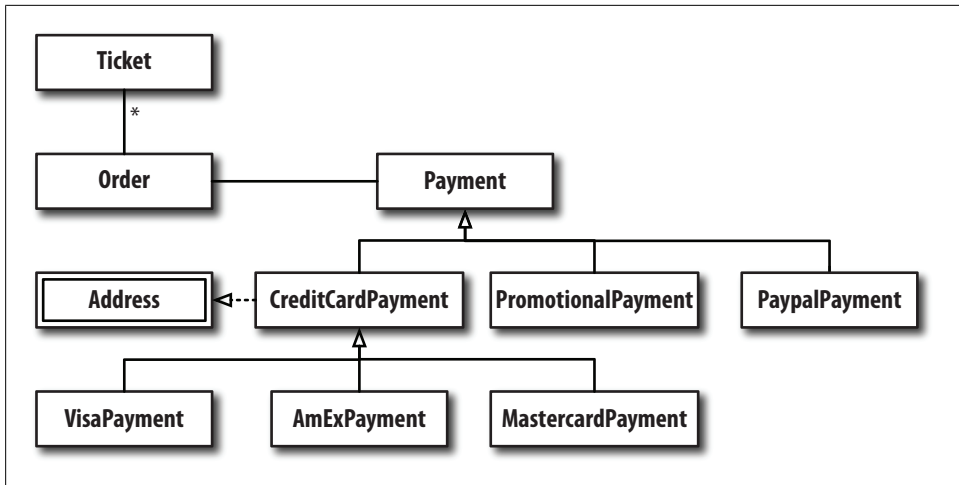 Ticket
*
Order
Payment
Address
CreditCardPayment
PromotionalPayment
PaypalPayment
VisaPayment
AmExPayment
MastercardPayment